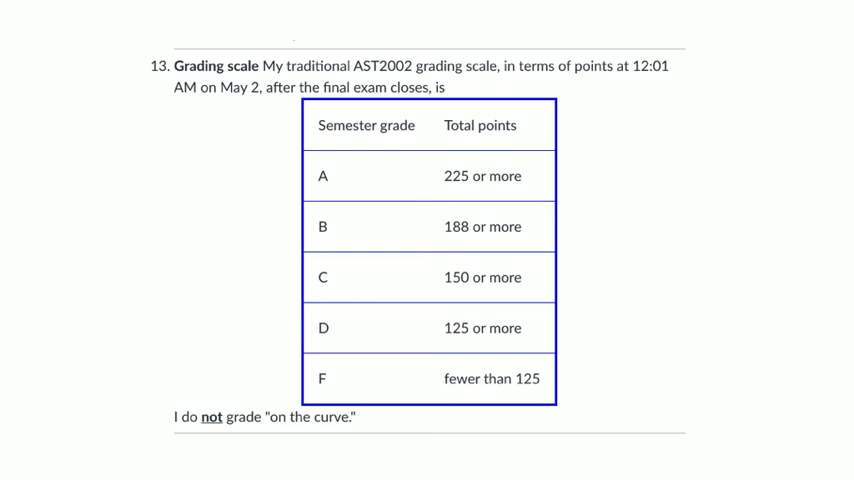 13. Grading scale My traditional AST2002 grading scale, in terms of points at 12:01
AM on May 2, after the final exam closes, is
Semester grade Total points
A 225 or more
B 188 or more
C 150 or more
D 125 or more
F fewer than 125
I do not grade "on the curve."